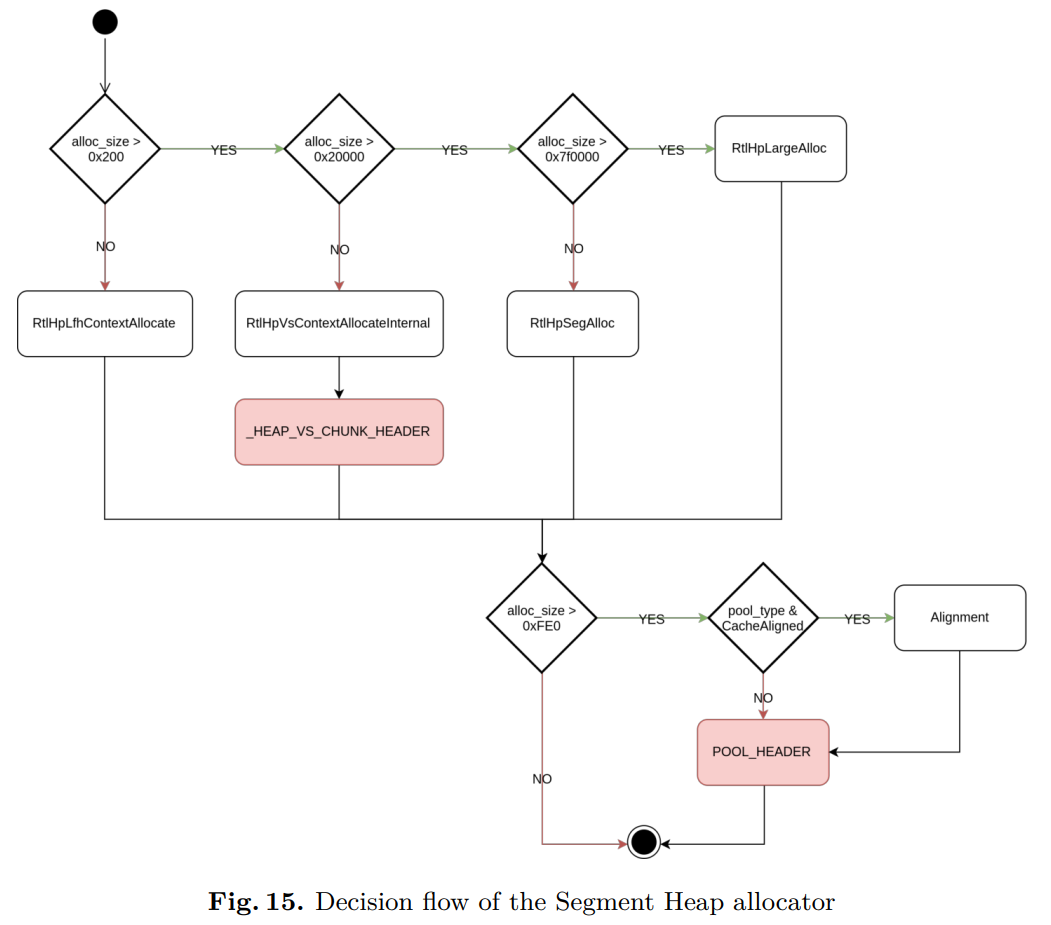 alloc_size >
0x200
YES
alloc_size >
0x20000
YES
alloc_size >
0x7f0000
YES
RtlHpLargeAlloc
NO
NO
NO
RtlHpLfhContextAllocate
RtlHpVsContextAllocateInternal
RtlHpSegAlloc
_HEAP_VS_CHUNK_HEADER
alloc_size >
0xFE0
YES
pool_type &
CacheAligned
YES
Alignment
NO
POOL_HEADER
NO
Fig. 15. Decision flow of the Segment Heap allocator